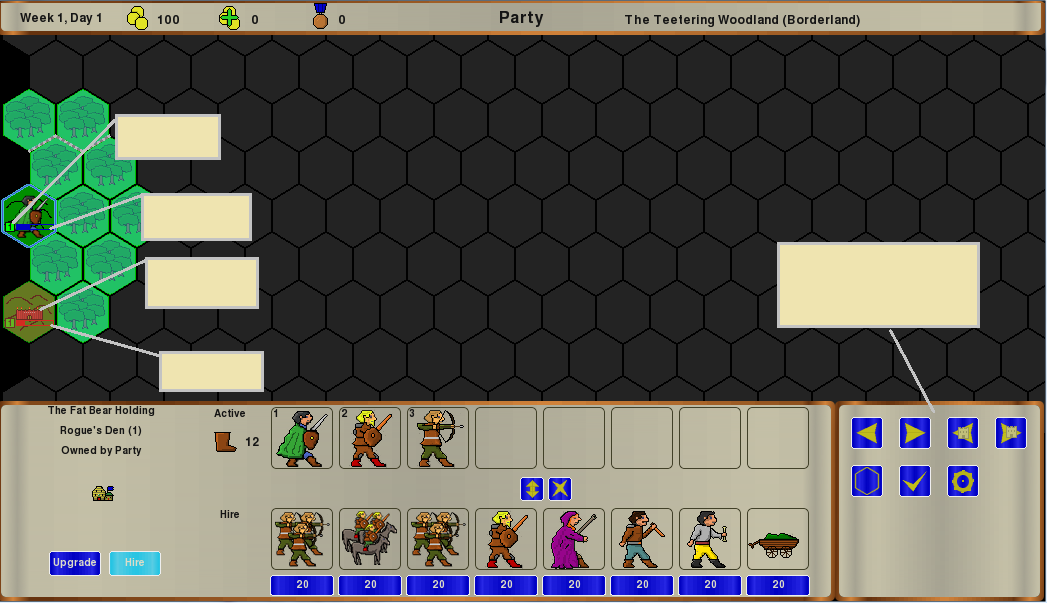 Week 1, Day 1
100
0
0
Party
The Teetering Woodland (Borderland)
1
1
The Fat Bear Holding
Rogue's Den (1)
Owned by Party
Upgrade
Hire
Active
12
1
2
3
Hire
20
20
20
20
20
20
20
20